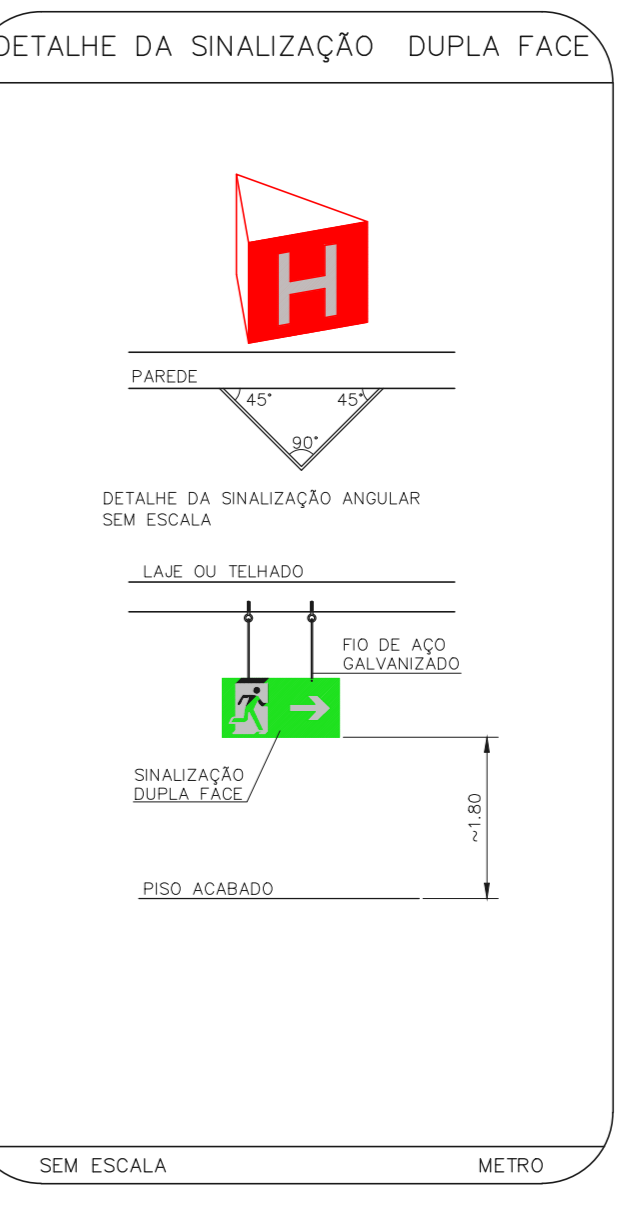 DETALHE DA SINALIZAÇÃO DUPLA FACE
H
PAREDE
45° 45°
90°
DETALHE DA SINALIZAÇÃO ANGULAR
SEM ESCALA
LAJE OU TELHADO
FIO DE AÇO
GALVANIZADO
SINALIZAÇÃO
DUPLA FACE
~1.80
PISO ACABADO
SEM ESCALA METRO